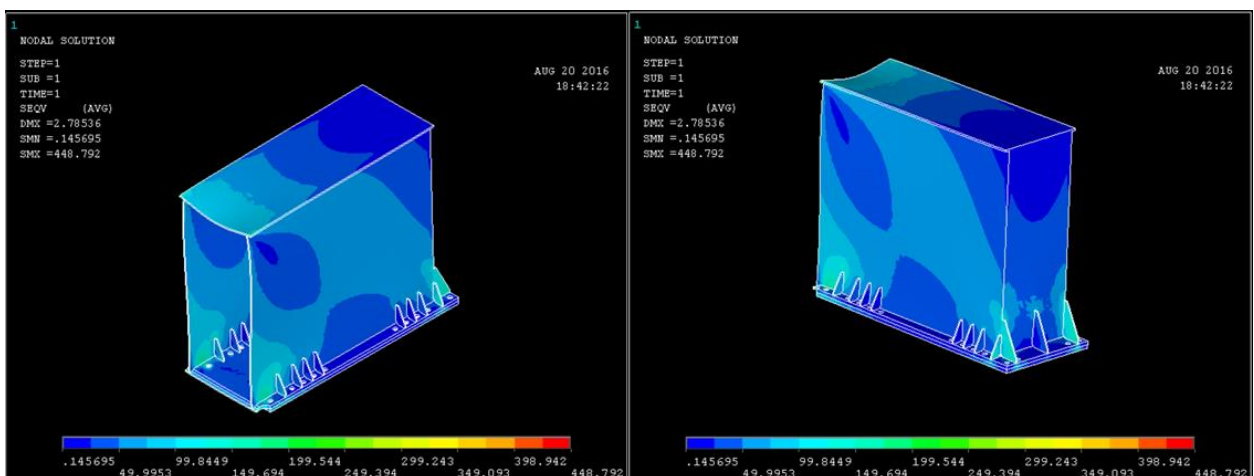 1
NODAL SOLUTION
STEP=1
SUB =1
TIME=1
SEQV (AVG)
DMX =2.78536
SMN =.145695
SMX =448.792
AUG 20 2016
18:42:22
.145695 99.8449 199.544 299.243 398.942
49.9953 149.694 249.394 349.093 448.792
1
NODAL SOLUTION
STEP=1
SUB =1
TIME=1
SEQV (AVG)
DMX =2.78536
SMN =.145695
SMX =448.792
AUG 20 2016
18:42:22
.145695 99.8449 199.544 299.243 398.942
49.9953 149.694 249.394 349.093 448.792